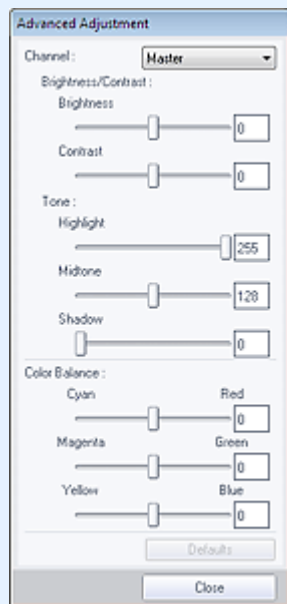 Advanced Adjustment
Channel : Master
Brightness/Contrast :
Brightness
0
Contrast
0
Tone :
Highlight
255
Midtone
128
Shadow
0
Color Balance :
Cyan Red
0
Magenta Green
0
Yellow Blue
0
Defaults
Close